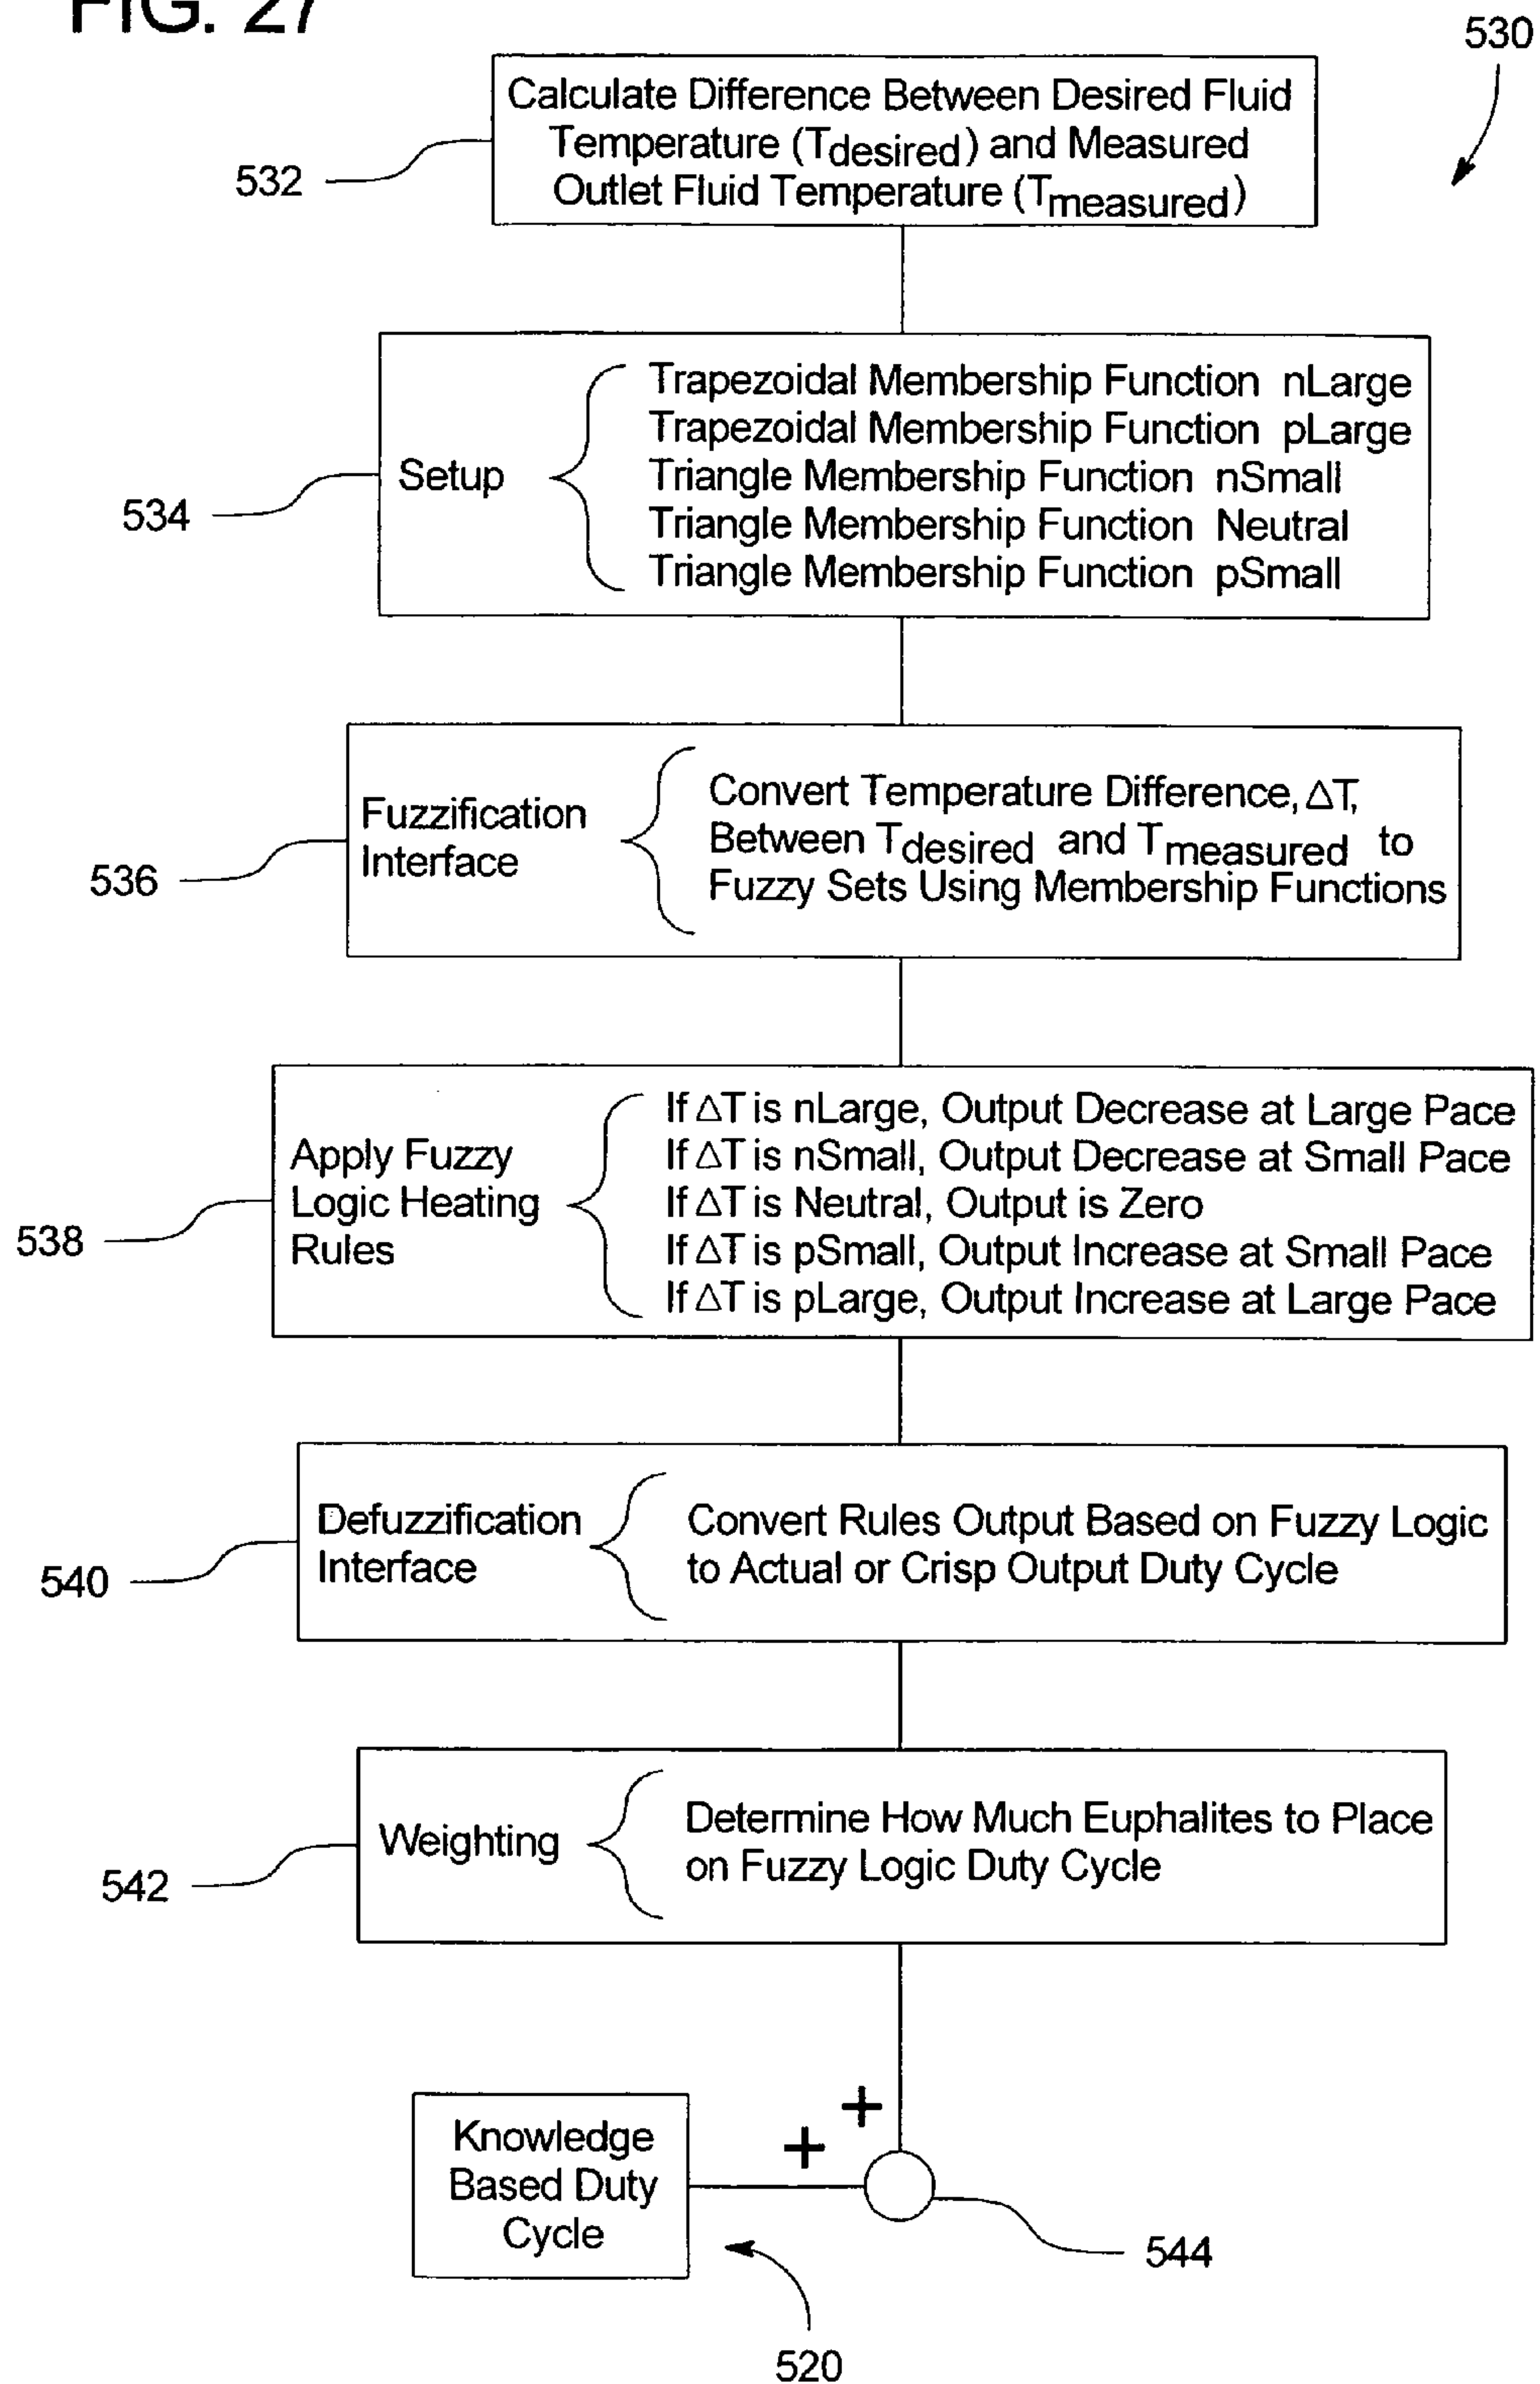 FIG. 27
530
Calculate Difference Between Desired Fluid
Temperature (Tdesired) and Measured
Outlet Fluid Temperature (Tmeasured)
532
Setup
Trapezoidal Membership Function nLarge
Trapezoidal Membership Function pLarge
Triangle Membership Function nSmall
Triangle Membership Function Neutral
Triangle Membership Function pSmall
534
Fuzzification
Interface
Convert Temperature Difference, ΔT,
Between Tdesired and Tmeasured to
Fuzzy Sets Using Membership Functions
536
Apply Fuzzy
Logic Heating
Rules
If ΔT is nLarge, Output Decrease at Large Pace
If ΔT is nSmall, Output Decrease at Small Pace
If ΔT is Neutral, Output is Zero
If ΔT is pSmall, Output Increase at Small Pace
If ΔT is pLarge, Output Increase at Large Pace
538
Defuzzification
Interface
Convert Rules Output Based on Fuzzy Logic
to Actual or Crisp Output Duty Cycle
540
Weighting
Determine How Much Euphalites to Place
on Fuzzy Logic Duty Cycle
542
+
+
Knowledge
Based Duty
Cycle
544
520